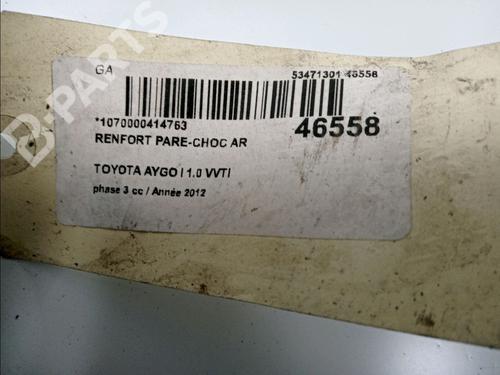 GA
53471301 46558
*1070000414763
46558
RENFORT PARE-CHOC AR
TOYOTA AYGO I 1.0 VVTI
phase 3 cc / Année 2012
B-PARTS